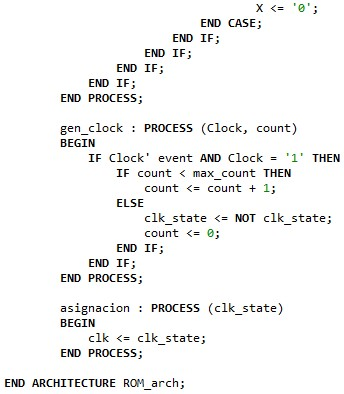 X <= '0';
END CASE;
END IF;
END IF;
END IF;
END IF;
END PROCESS;
gen_clock : PROCESS (Clock, count)
BEGIN
IF Clock' event AND Clock = '1' THEN
IF count < max_count THEN
count <= count + 1;
ELSE
clk_state <= NOT clk_state;
count <= 0;
END IF;
END IF;
END PROCESS;
asignacion : PROCESS (clk_state)
BEGIN
clk <= clk_state;
END PROCESS;
END ARCHITECTURE ROM_arch;